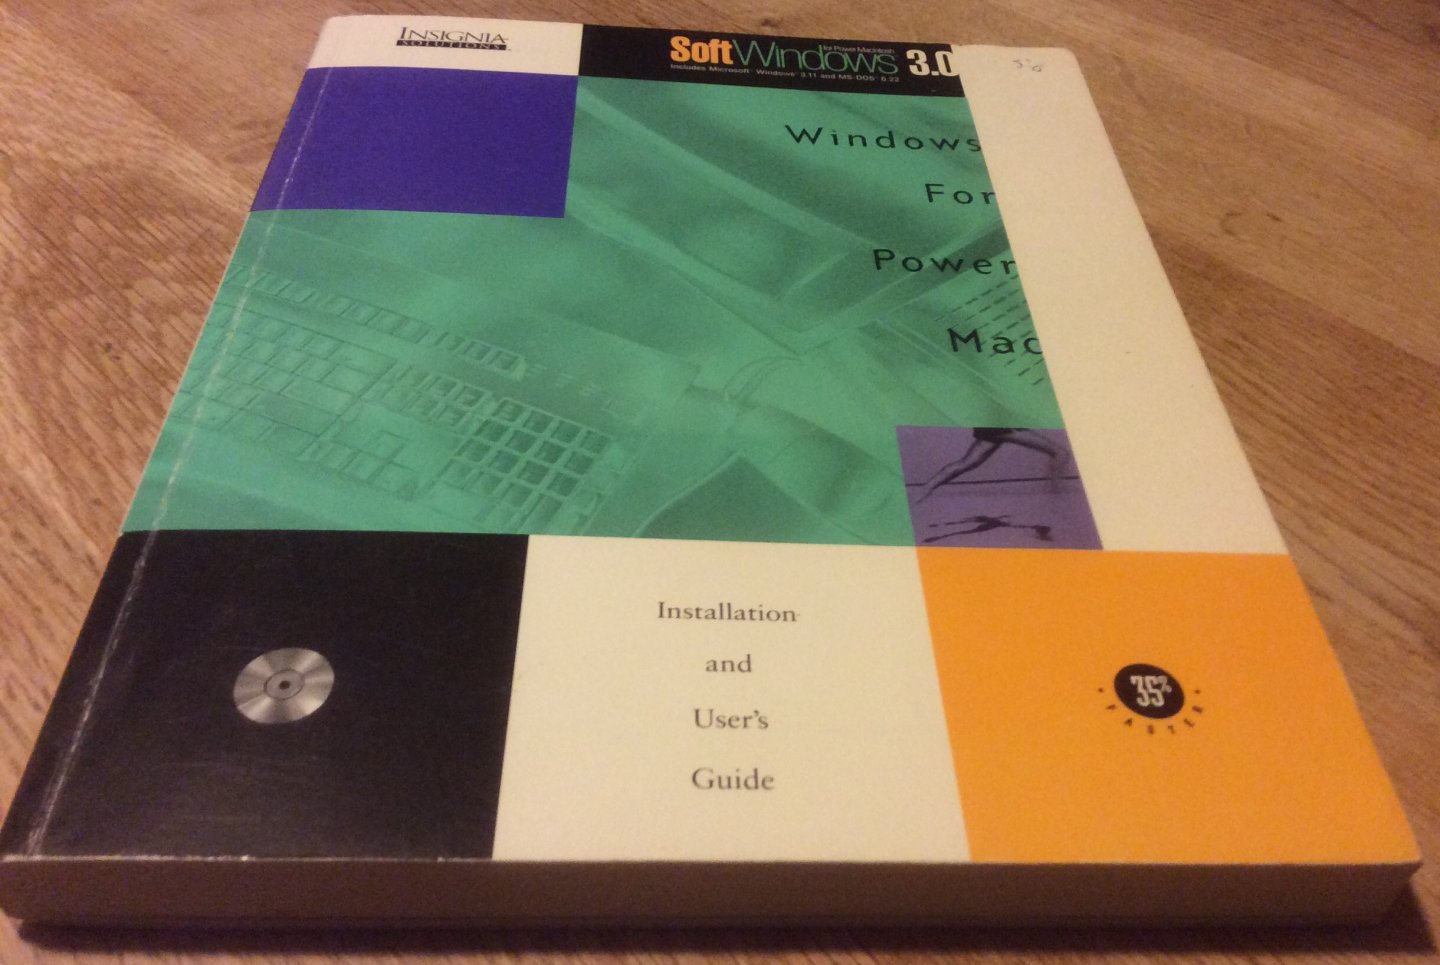 INSIGNIA
SOLUTIONS™
SoftWindows 3.0
for Power Macintosh
Includes Microsoft® Windows® 3.11 and MS-DOS® 6.22
Windows
For
Power
Mac
Installation
and
User's
Guide
35%
• FASTER •